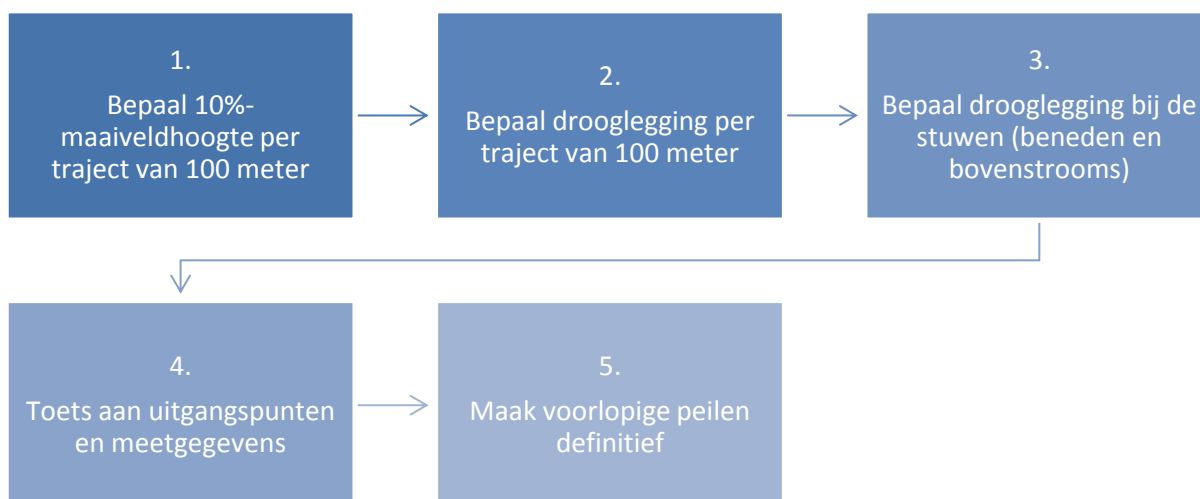 1.
Bepaal 10%-
maaiveldhoogte per
traject van 100 meter
2.
Bepaal drooglegging per
traject van 100 meter
3.
Bepaal drooglegging bij de
stuwen (beneden en
bovenstrooms)
4.
Toets aan uitgangspunten
en meetgegevens
5.
Maak voorlopige peilen
definitief